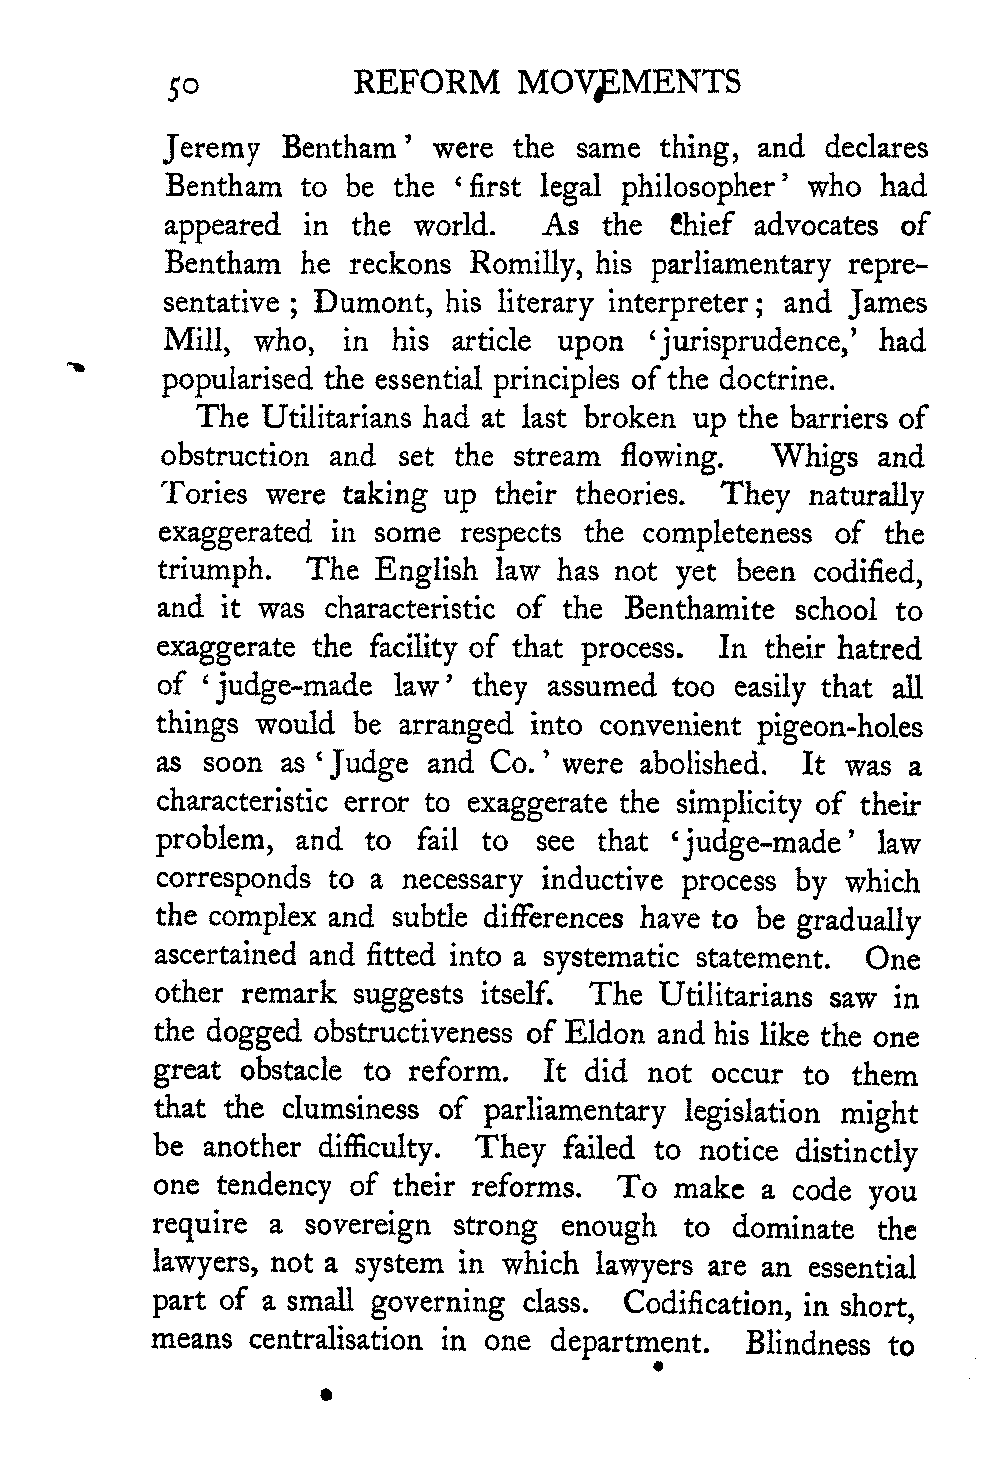 50 REFORM MOVEMENTS
Jeremy Bentham’ were the same thing, and declares
Bentham to be the ‘first legal philosopher’ who had
appeared in the world. As the chief advocates of
Bentham he reckons Romilly, his parliamentary repre-
sentative ; Dumont, his literary interpreter ; and James
Mill, who, in his article upon ‘jurisprudence,’ had
popularised the essential principles of the doctrine.
The Utilitarians had at last broken up the barriers of
obstruction and set the stream flowing. Whigs and
Tories were taking up their theories. They naturally
exaggerated in some respects the completeness of the
triumph. The English law has not yet been codified,
and it was characteristic of the Benthamite school to
exaggerate the facility of that process. In their hatred
of ‘judge-made law’ they assumed too easily that all
things would be arranged into convenient pigeon-holes
as soon as ‘Judge and Co.’ were abolished. It was a
characteristic error to exaggerate the simplicity of their
problem, and to fail to see that ‘judge-made’ law
corresponds to a necessary inductive process by which
the complex and subtle differences have to be gradually
ascertained and fitted into a systematic statement. One
other remark suggests itself. The Utilitarians saw in
the dogged obstructiveness of Eldon and his like the one
great obstacle to reform. It did not occur to them
that the clumsiness of parliamentary legislation might
be another difficulty. They failed to notice distinctly
one tendency of their reforms. To make a code you
require a sovereign strong enough to dominate the
lawyers, not a system in which lawyers are an essential
part of a small governing class. Codification, in short,
means centralisation in one department. Blindness to